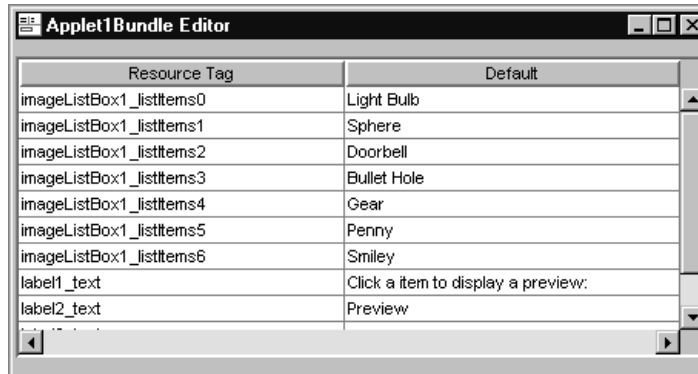 Applet1Bundle Editor
Resource Tag Default
imageListBox1_listItems0 Light Bulb
imageListBox1_listItems1 Sphere
imageListBox1_listItems2 Doorbell
imageListBox1_listItems3 Bullet Hole
imageListBox1_listItems4 Gear
imageListBox1_listItems5 Penny
imageListBox1_listItems6 Smiley
label1_text Click a item to display a preview:
label2_text Preview